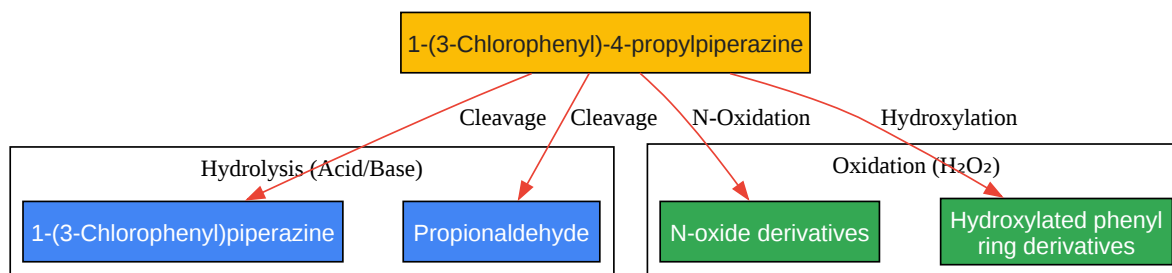 1-(3-Chlorophenyl)-4-propylpiperazine
Cleavage
Cleavage
N-Oxidation
Hydroxylation
Hydrolysis (Acid/Base)
Oxidation (H₂O₂)
1-(3-Chlorophenyl)piperazine
Propionaldehyde
N-oxide derivatives
Hydroxylated phenyl
ring derivatives